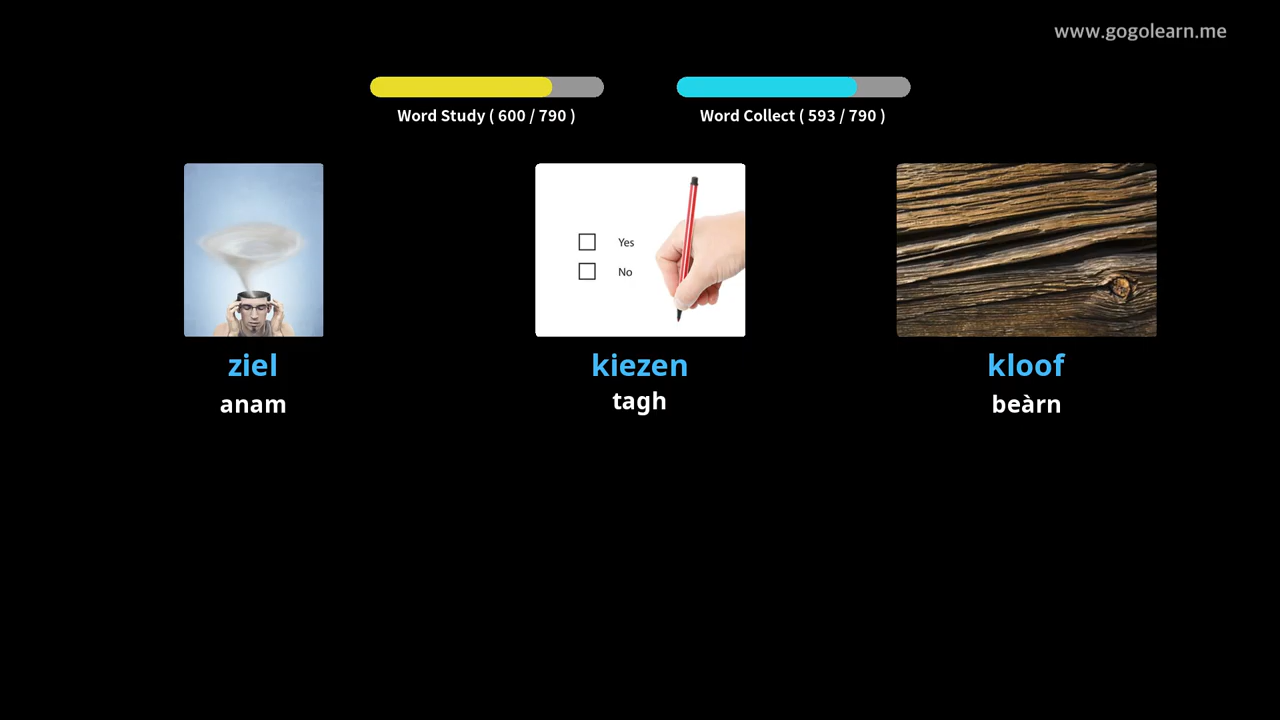 www.gogolearn.me
Word Study ( 600 / 790 )
Word Collect ( 593 / 790 )
Yes
No
ziel
anam
kiezen
tagh
kloof
beàrn